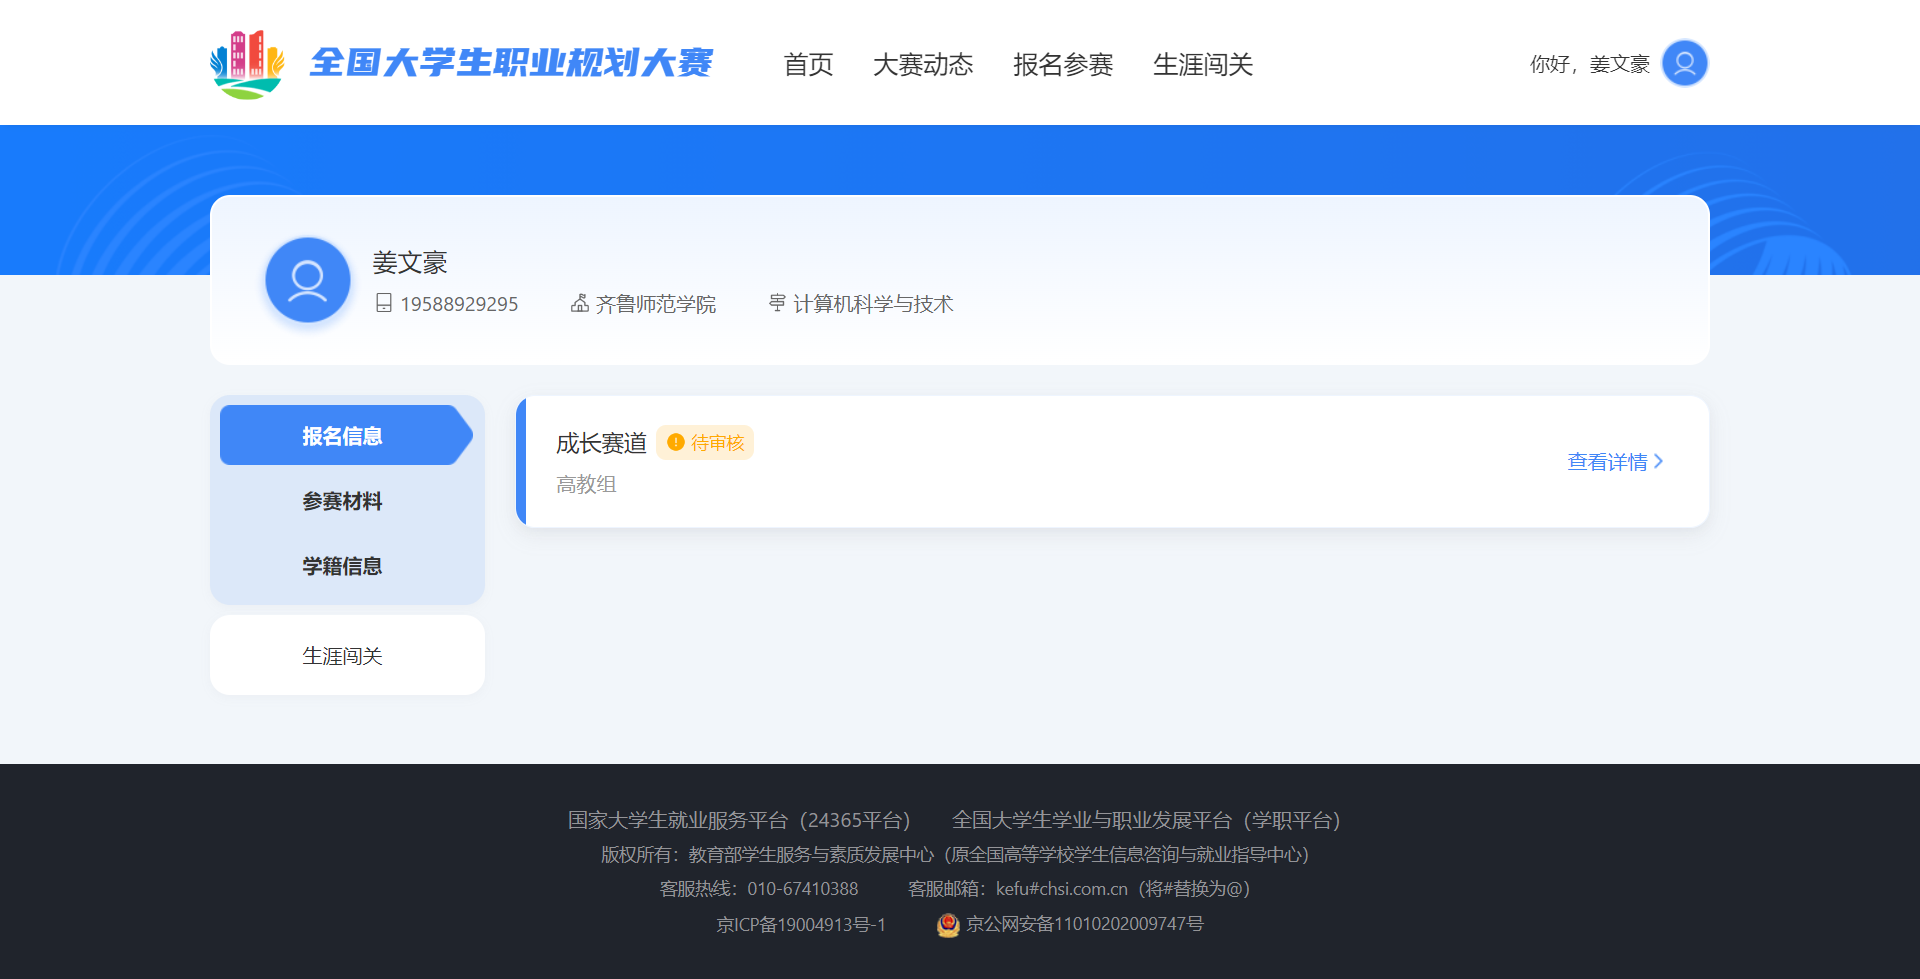 全国大学生职业规划大赛 首页 大赛动态 报名参赛 生涯闯关 你好，姜文豪
姜文豪
19588929295 齐鲁师范学院 计算机科学与技术
报名信息
参赛材料
学籍信息
生涯闯关
成长赛道 待审核
高教组
查看详情
国家大学生就业服务平台（24365平台） 全国大学生学业与职业发展平台（学职平台）
版权所有：教育部学生服务与素质发展中心（原全国高等学校学生信息咨询与就业指导中心）
客服热线：010-67410388 客服邮箱：kefu#chsi.com.cn（将#替换为@）
京ICP备19004913号-1 京公网安备11010202009747号